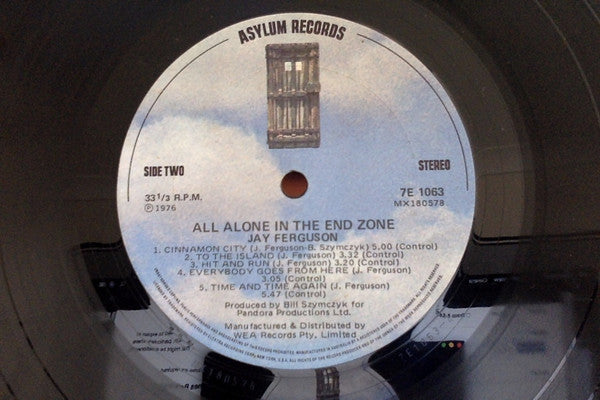 ASYLUM RECORDS
SIDE TWO
STEREO
33 1/3 R.P.M.
℗ 1976
7E 1063
MX180578
ALL ALONE IN THE END ZONE
JAY FERGUSON
1. CINNAMON CITY (J. Ferguson-B. Szymczyk) 5.00 (Control)
2. TO THE ISLAND (J. Ferguson) 3.32 (Control)
3. HIT AND RUN (J. Ferguson) 3.20 (Control)
4. EVERYBODY GOES FROM HERE (J. Ferguson)
3.05 (Control)
5. TIME AND TIME AGAIN (J. Ferguson)
5.47 (Control)
Produced by Bill Szymczyk for
Pandora Productions Ltd.
Manufactured & Distributed by
WEA Records Pty. Limited